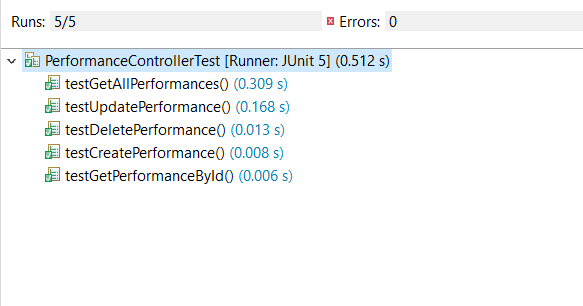 Runs: 5/5 Errors: 0
PerformanceControllerTest [Runner: JUnit 5] (0.512 s)
testGetAllPerformances() (0.309 s)
testUpdatePerformance() (0.168 s)
testDeletePerformance() (0.013 s)
testCreatePerformance() (0.008 s)
testGetPerformanceById() (0.006 s)